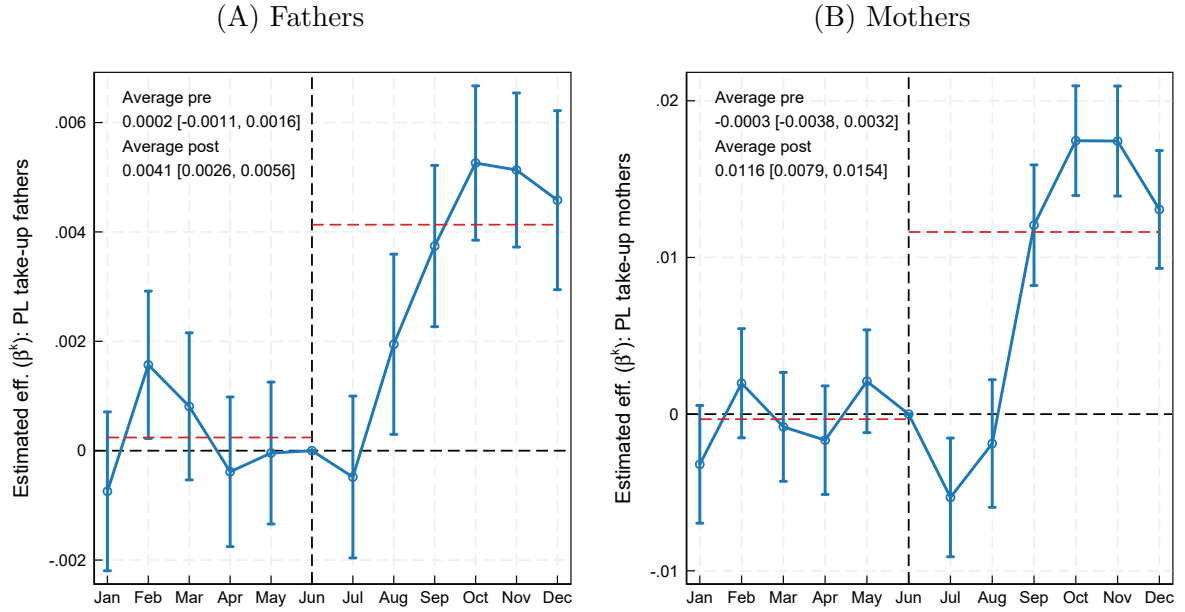 (A) Fathers
Estimated eff. (βᵏ): PL take-up fathers
.006
.004
.002
0
-.002
Average pre
0.0002 [-0.0011, 0.0016]
Average post
0.0041 [0.0026, 0.0056]
Jan Feb Mar Apr May Jun Jul Aug Sep Oct Nov Dec
(B) Mothers
Estimated eff. (βᵏ): PL take-up mothers
.02
.01
0
-.01
Average pre
-0.0003 [-0.0038, 0.0032]
Average post
0.0116 [0.0079, 0.0154]
Jan Feb Mar Apr May Jun Jul Aug Sep Oct Nov Dec